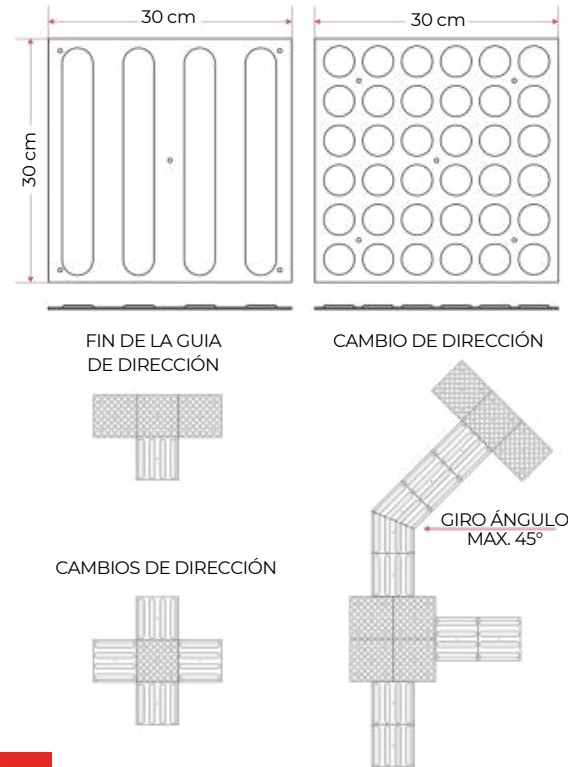 30 cm
30 cm
30 cm
FIN DE LA GUIA
DE DIRECCIÓN
CAMBIO DE DIRECCIÓN
GIRO ÁNGULO
MAX. 45°
CAMBIOS DE DIRECCIÓN